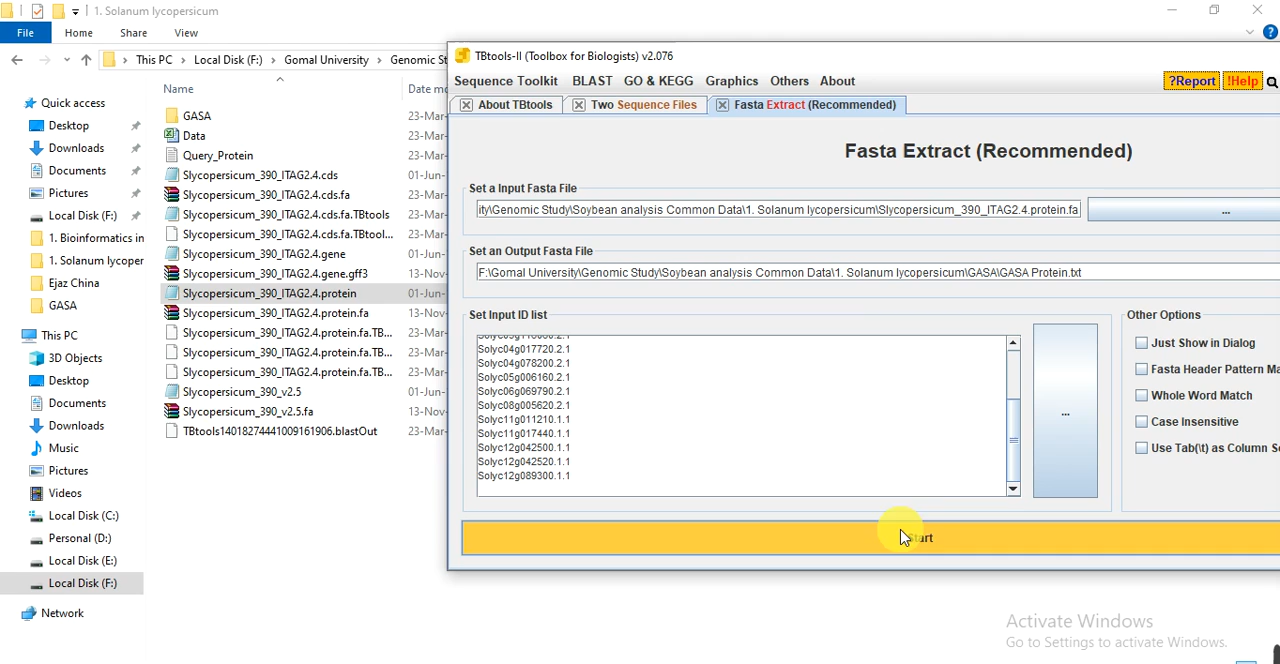 1. Solanum lycopersicum
File Home Share View
This PC Local Disk (F:) Gomal University Genomic St
Name Date mo
Quick access
Desktop
Downloads
Documents
Pictures
Local Disk (F:)
1. Bioinformatics in
1. Solanum lycoper
Ejaz China
GASA
This PC
3D Objects
Desktop
Documents
Downloads
Music
Pictures
Videos
Local Disk (C:)
Personal (D:)
Local Disk (E:)
Local Disk (F:)
Network
GASA 23-Mar-
Data 23-Mar-
Query_Protein 23-Mar-
Slycopersicum_390_ITAG2.4.cds 01-Jun-
Slycopersicum_390_ITAG2.4.cds.fa 23-Mar-
Slycopersicum_390_ITAG2.4.cds.fa.TBtools 23-Mar-
Slycopersicum_390_ITAG2.4.cds.fa.TBtool... 23-Mar-
Slycopersicum_390_ITAG2.4.gene 01-Jun-
Slycopersicum_390_ITAG2.4.gene.gff3 13-Nov-
Slycopersicum_390_ITAG2.4.protein 01-Jun-
Slycopersicum_390_ITAG2.4.protein.fa 13-Nov-
Slycopersicum_390_ITAG2.4.protein.fa.TB... 23-Mar-
Slycopersicum_390_ITAG2.4.protein.fa.TB... 23-Mar-
Slycopersicum_390_ITAG2.4.protein.fa.TB... 23-Mar-
Slycopersicum_390_v2.5 01-Jun-
Slycopersicum_390_v2.5.fa 13-Nov-
TBtools14018274441009161906.blastOut 23-Mar-
TBtools-II (Toolbox for Biologists) v2.076
Sequence Toolkit BLAST GO & KEGG Graphics Others About ?Report !Help
About TBtools Two Sequence Files Fasta Extract (Recommended)
Fasta Extract (Recommended)
Set a Input Fasta File
ity\Genomic Study\Soybean analysis Common Data\1. Solanum lycopersicum\Slycopersicum_390_ITAG2.4.protein.fa ...
Set an Output Fasta File
F:\Gomal University\Genomic Study\Soybean analysis Common Data\1. Solanum lycopersicum\GASA\GASA Protein.txt
Set Input ID list
Solyc04g017720.2.1
Solyc04g078200.2.1
Solyc05g006160.2.1
Solyc06g069790.2.1
Solyc08g005620.2.1
Solyc11g011210.1.1
Solyc11g017440.1.1
Solyc12g042500.1.1
Solyc12g042520.1.1
Solyc12g089300.1.1
...
Other Options
Just Show in Dialog
Fasta Header Pattern Ma
Whole Word Match
Case Insensitive
Use Tab(\t) as Column S
Start
Activate Windows
Go to Settings to activate Windows.